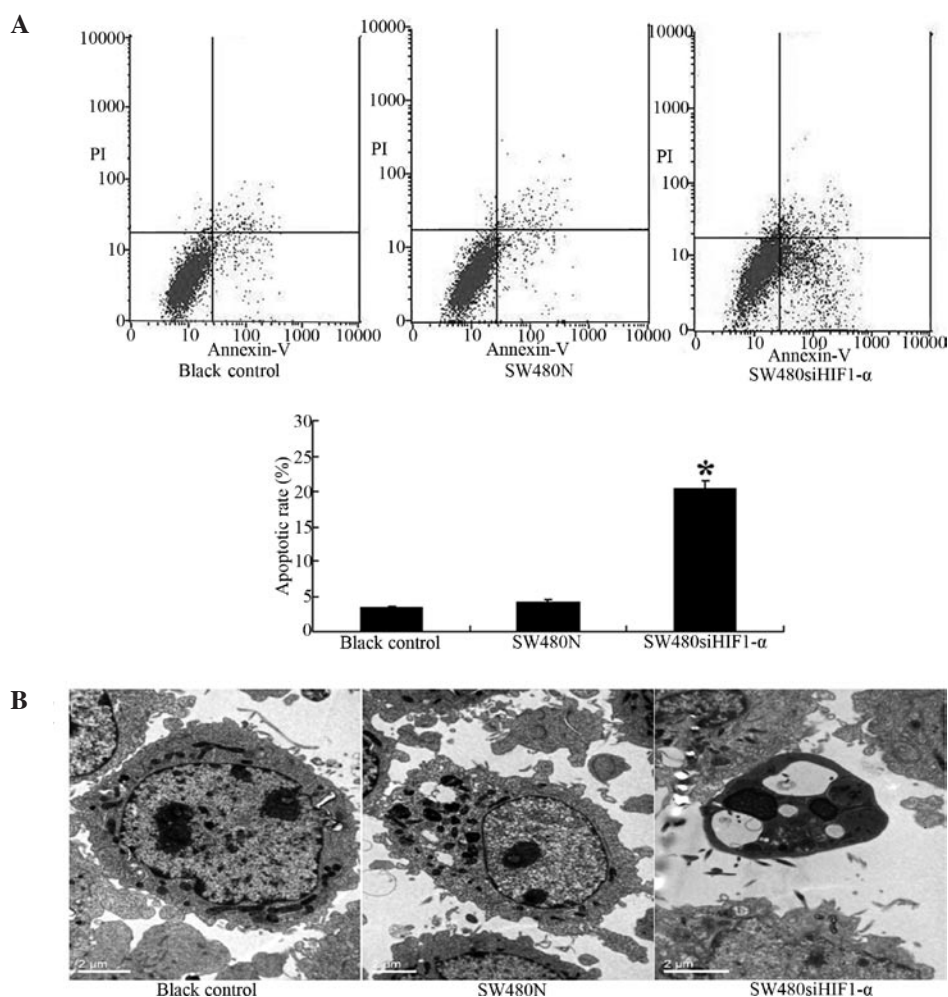 A
10000
1000
PI
100
10
0
0 10 100 1000 10000
Annexin-V
Black control
10000
1000
PI
100
10
0
0 10 100 1000 10000
Annexin-V
SW480N
10000
1000
PI
100
10
0
0 10 100 1000 10000
Annexin-V
SW480siHIF1-α
Apoptotic rate (%)
30
25
20
15
10
5
0
*
Black control SW480N SW480siHIF1-α
B
2 μm
Black control
μm
SW480N
2 μm
SW480siHIF1-α